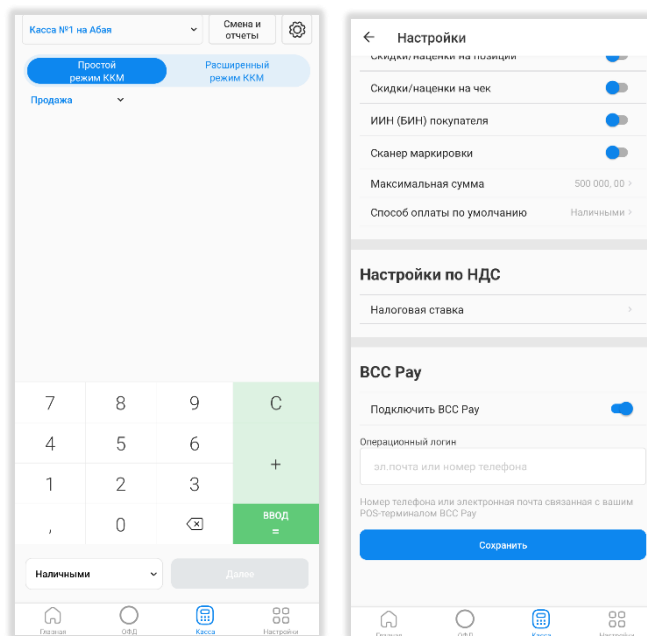 Касса №1 на Абая
Смена и
отчеты
Простой
режим ККМ
Расширенный
режим ККМ
Продажа
7 8 9 C
4 5 6
+
1 2 3
ВВОД
=
, 0
Наличными
Далее
Главная ОФД Касса Настройки
Настройки
Скидки/наценки на позиции
Скидки/наценки на чек
ИИН (БИН) покупателя
Сканер маркировки
Максимальная сумма 500 000, 00 >
Способ оплаты по умолчанию Наличными >
Настройки по НДС
Налоговая ставка >
BCC Pay
Подключить BCC Pay
Операционный логин
эл.почта или номер телефона
Номер телефона или электронная почта связанная с вашим
POS-терминалом BCC Pay
Сохранить
Главная ОФД Касса Настройки